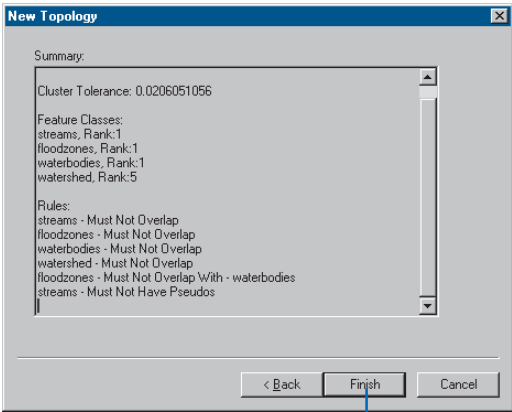 New Topology
Summary:
Cluster Tolerance: 0.0206051056
Feature Classes:
streams, Rank:1
floodzones, Rank:1
waterbodies, Rank:1
watershed, Rank:5
Rules:
streams - Must Not Overlap
floodzones - Must Not Overlap
waterbodies - Must Not Overlap
watershed - Must Not Overlap
floodzones - Must Not Overlap With - waterbodies
streams - Must Not Have Pseudos
< Back Finish Cancel